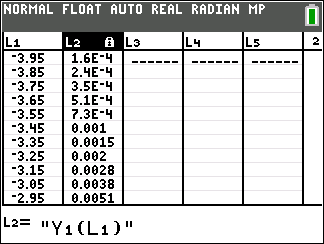 NORMAL FLOAT AUTO REAL RADIAN MP
L1 L2 L3 L4 L5 2
-3.95 1.6E-4 ------ ------ ------
-3.85 2.4E-4
-3.75 3.5E-4
-3.65 5.1E-4
-3.55 7.3E-4
-3.45 0.001
-3.35 0.0015
-3.25 0.002
-3.15 0.0028
-3.05 0.0038
-2.95 0.0051
L2= "Y1(L1)"